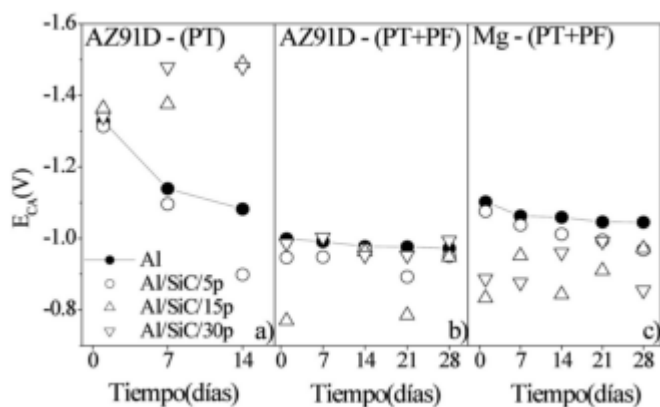 AZ91D - (PT)
AZ91D - (PT+PF)
Mg - (PT+PF)
-1.6
-1.4
-1.2
-1.0
-0.8
E_CA(V)
Al
Al/SiC/5p
Al/SiC/15p
Al/SiC/30p
a)
b)
c)
0 7 14
0 7 14 21 28
0 7 14 21 28
Tiempo(días)
Tiempo(días)
Tiempo(días)